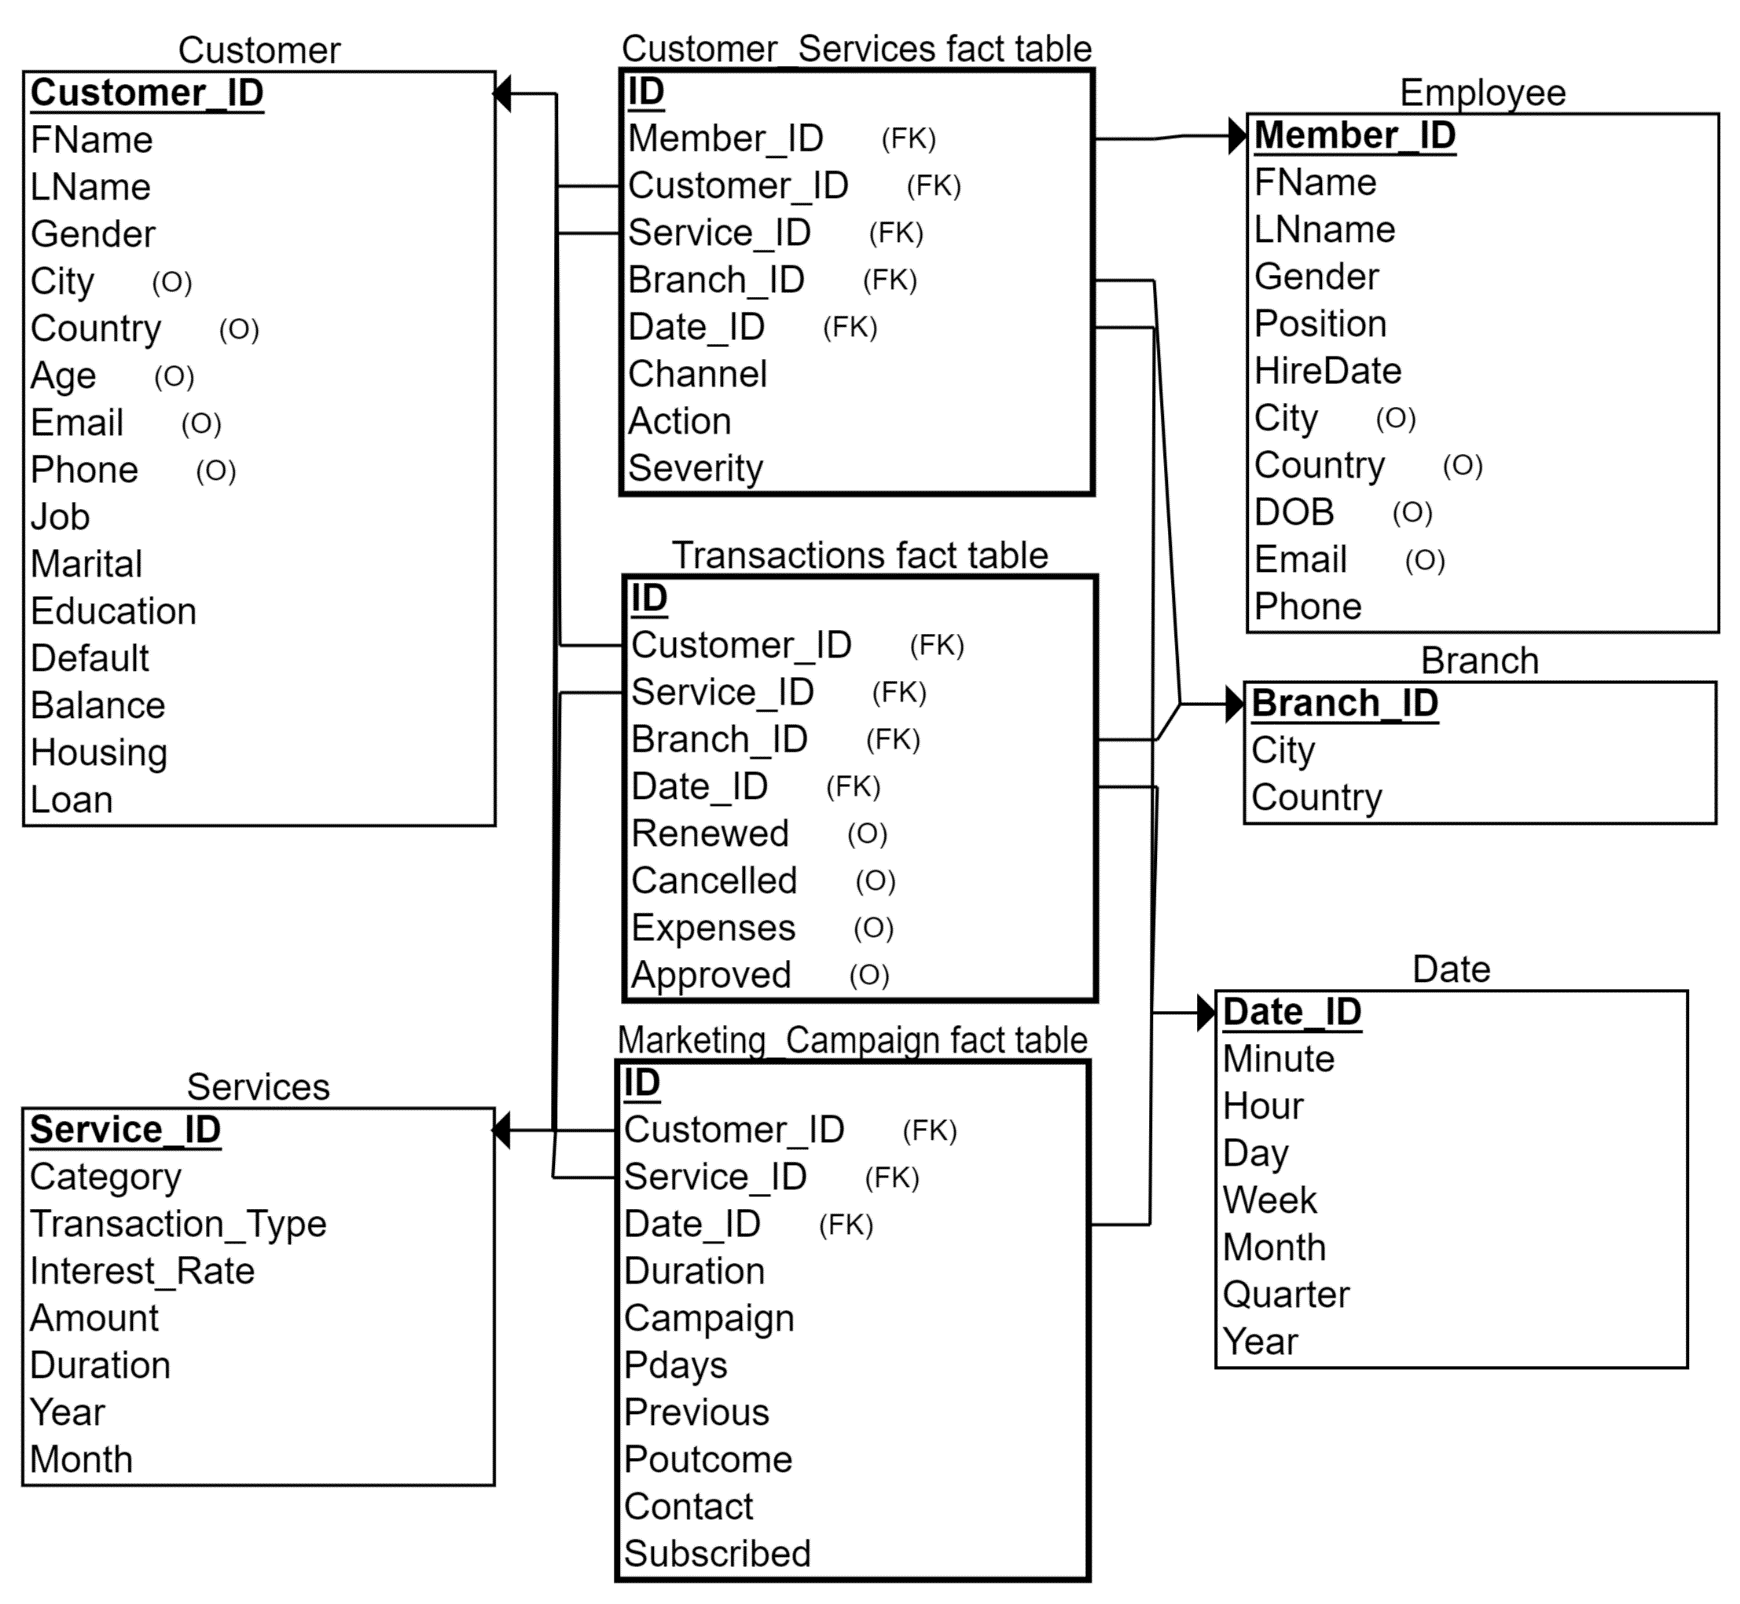 Customer
Customer_ID
FName
LName
Gender
City (O)
Country (O)
Age (O)
Email (O)
Phone (O)
Job
Marital
Education
Default
Balance
Housing
Loan
Services
Service_ID
Category
Transaction_Type
Interest_Rate
Amount
Duration
Year
Month
Customer_Services fact table
ID
Member_ID (FK)
Customer_ID (FK)
Service_ID (FK)
Branch_ID (FK)
Date_ID (FK)
Channel
Action
Severity
Transactions fact table
ID
Customer_ID (FK)
Service_ID (FK)
Branch_ID (FK)
Date_ID (FK)
Renewed (O)
Cancelled (O)
Expenses (O)
Approved (O)
Marketing_Campaign fact table
ID
Customer_ID (FK)
Service_ID (FK)
Date_ID (FK)
Duration
Campaign
Pdays
Previous
Poutcome
Contact
Subscribed
Employee
Member_ID
FName
LNname
Gender
Position
HireDate
City (O)
Country (O)
DOB (O)
Email (O)
Phone
Branch
Branch_ID
City
Country
Date
Date_ID
Minute
Hour
Day
Week
Month
Quarter
Year